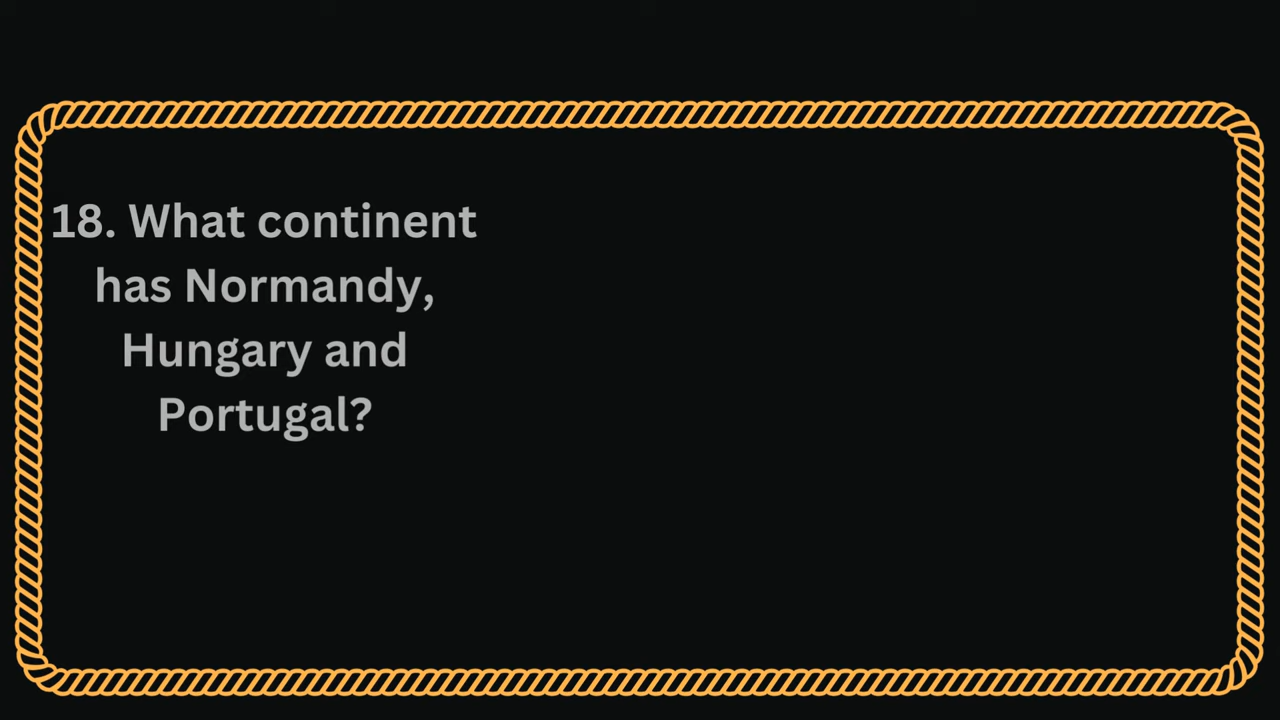 18. What continent
has Normandy,
Hungary and
Portugal?